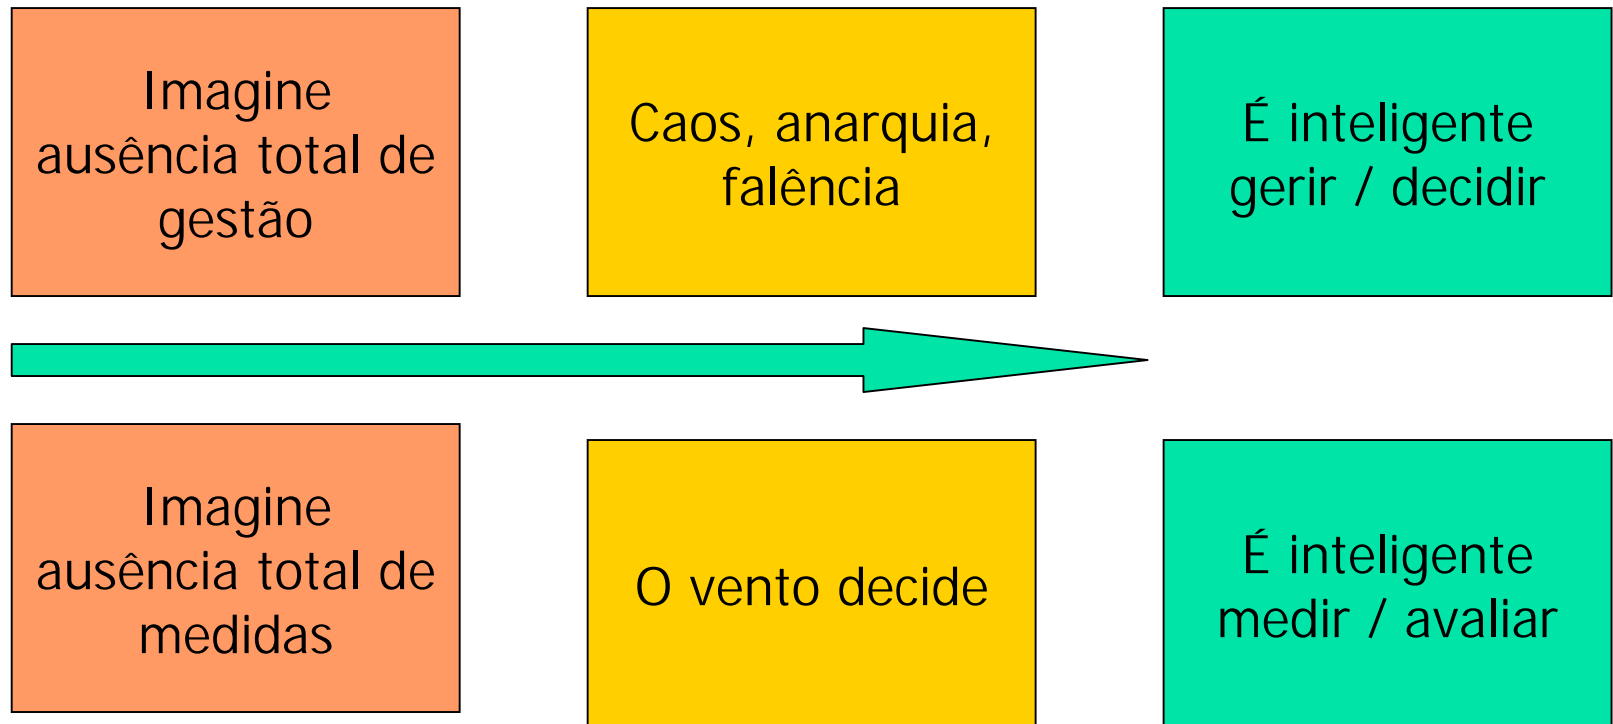 Imagine
ausência total de
gestão
Caos, anarquia,
falência
É inteligente
gerir / decidir
Imagine
ausência total de
medidas
O vento decide
É inteligente
medir / avaliar